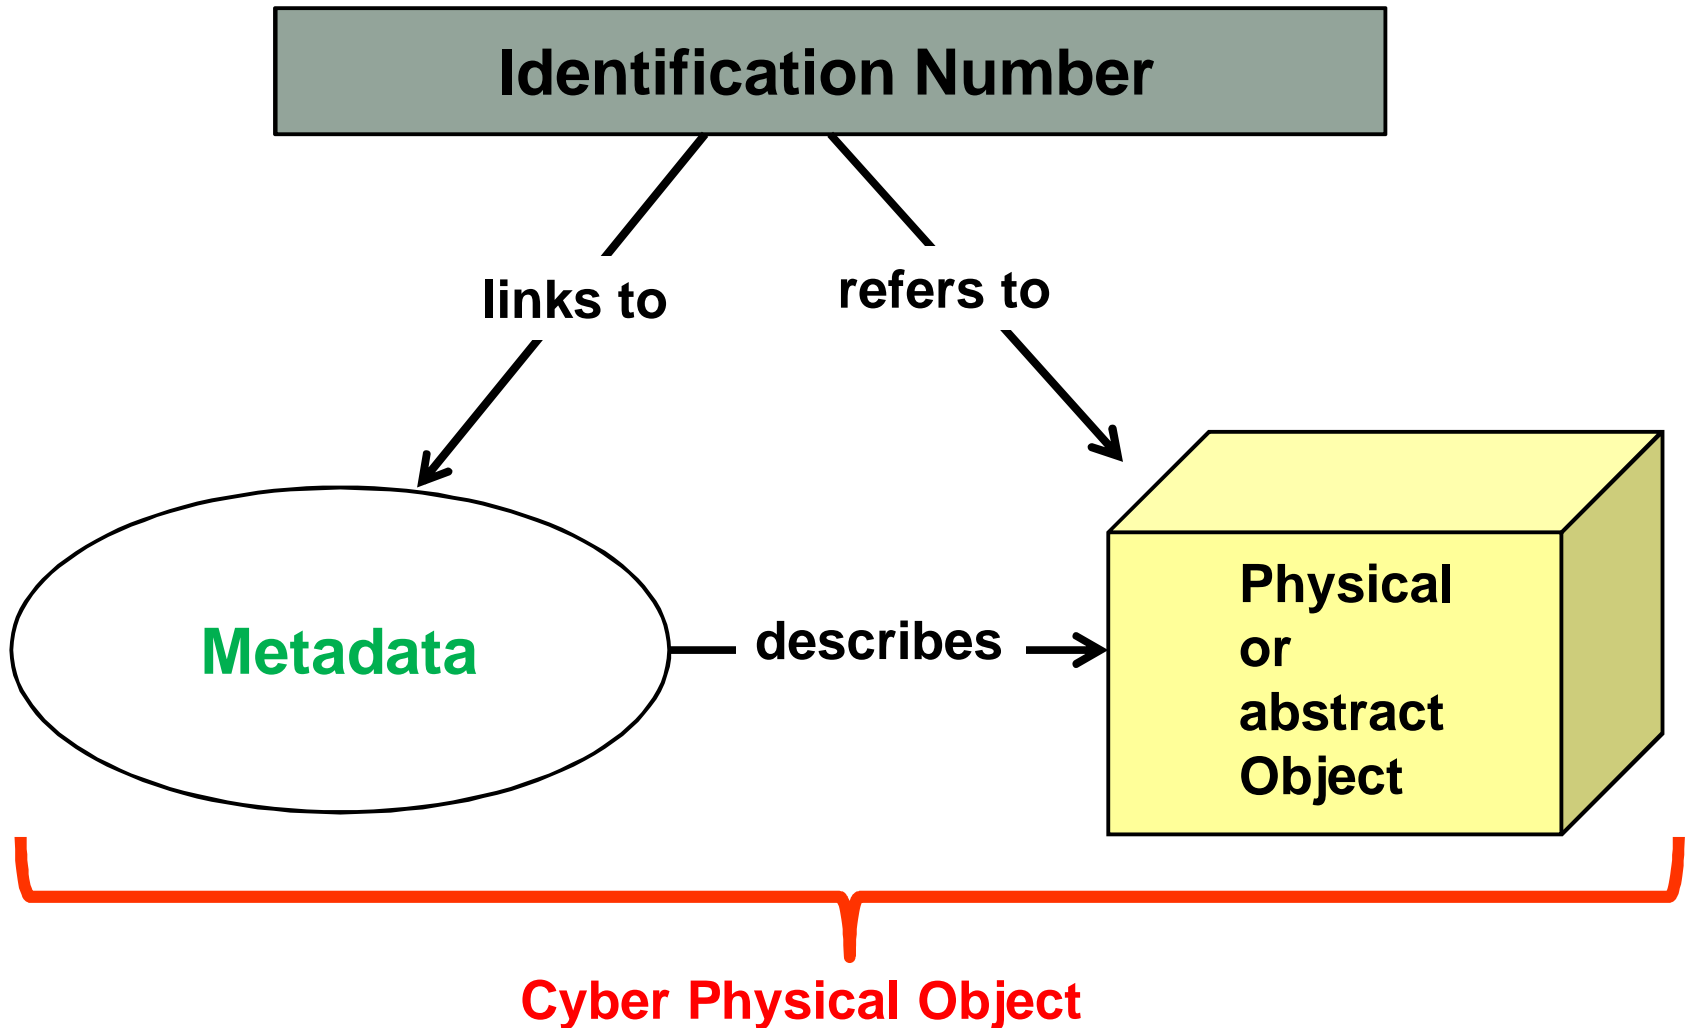 Identification Number
links to
refers to
Metadata
describes
Physical
or
abstract
Object
Cyber Physical Object